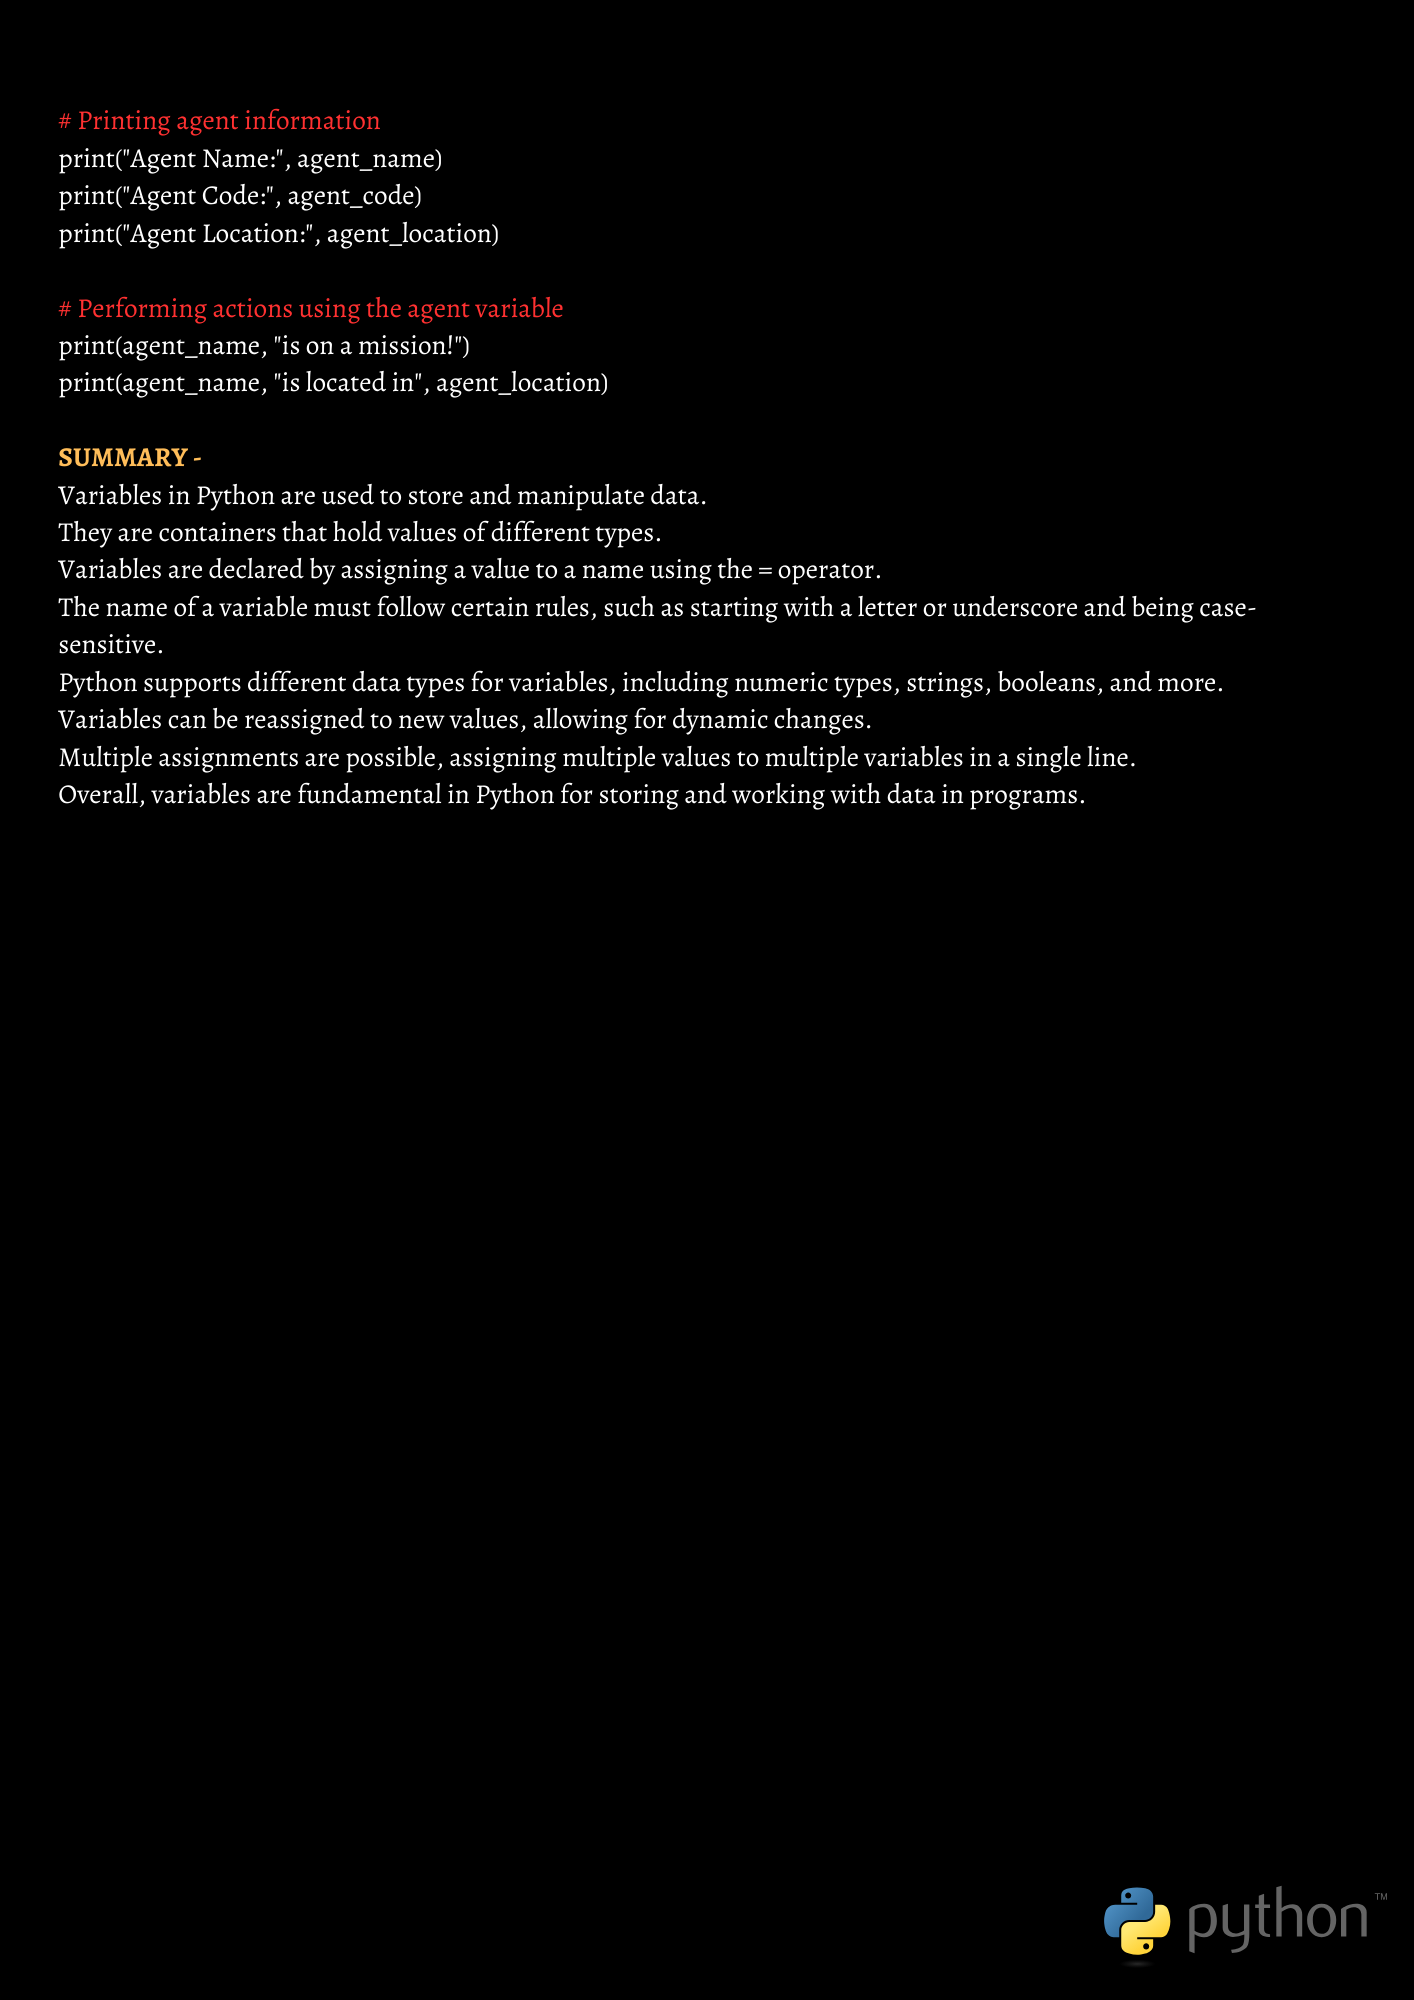 # Printing agent information
print("Agent Name:", agent_name)
print("Agent Code:", agent_code)
print("Agent Location:", agent_location)
# Performing actions using the agent variable
print(agent_name, "is on a mission!")
print(agent_name, "is located in", agent_location)
SUMMARY -
Variables in Python are used to store and manipulate data.
They are containers that hold values of different types.
Variables are declared by assigning a value to a name using the = operator.
The name of a variable must follow certain rules, such as starting with a letter or underscore and being case-
sensitive.
Python supports different data types for variables, including numeric types, strings, booleans, and more.
Variables can be reassigned to new values, allowing for dynamic changes.
Multiple assignments are possible, assigning multiple values to multiple variables in a single line.
Overall, variables are fundamental in Python for storing and working with data in programs.
python™